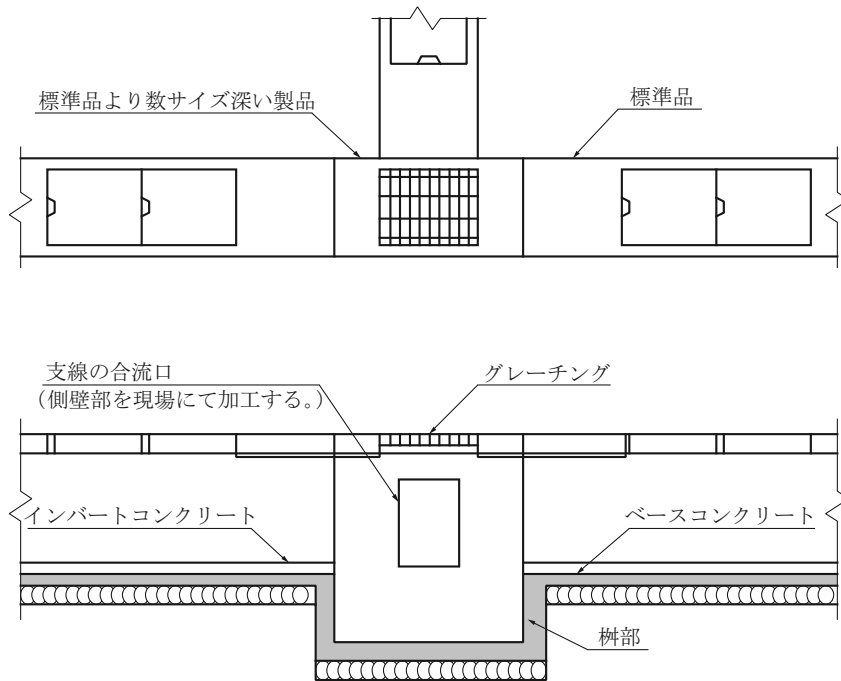 標準品より数サイズ深い製品
標準品
支線の合流口
（側壁部を現場にて加工する。）
グレーチング
インバートコンクリート
ベースコンクリート
桝部